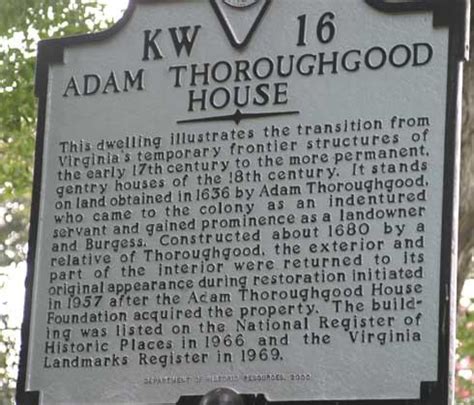 KW 16
ADAM THOROUGHGOOD
HOUSE
This dwelling illustrates the transition from
Virginia's temporary frontier structures of
the early 17th century to the more permanent,
gentry houses of the 18th century. It stands
on land obtained in 1636 by Adam Thoroughgood,
who came to the colony as an indentured
servant and gained prominence as a landowner
and Burgess. Constructed about 1680 by a
relative of Thoroughgood, the exterior and
part of the interior were returned to its
original appearance during restoration initiated
in 1957 after the Adam Thoroughgood House
Foundation acquired the property. The build-
ing was listed on the National Register of
Historic Places in 1966 and the Virginia
Landmarks Register in 1969.
DEPARTMENT OF HISTORIC RESOURCES, 2000